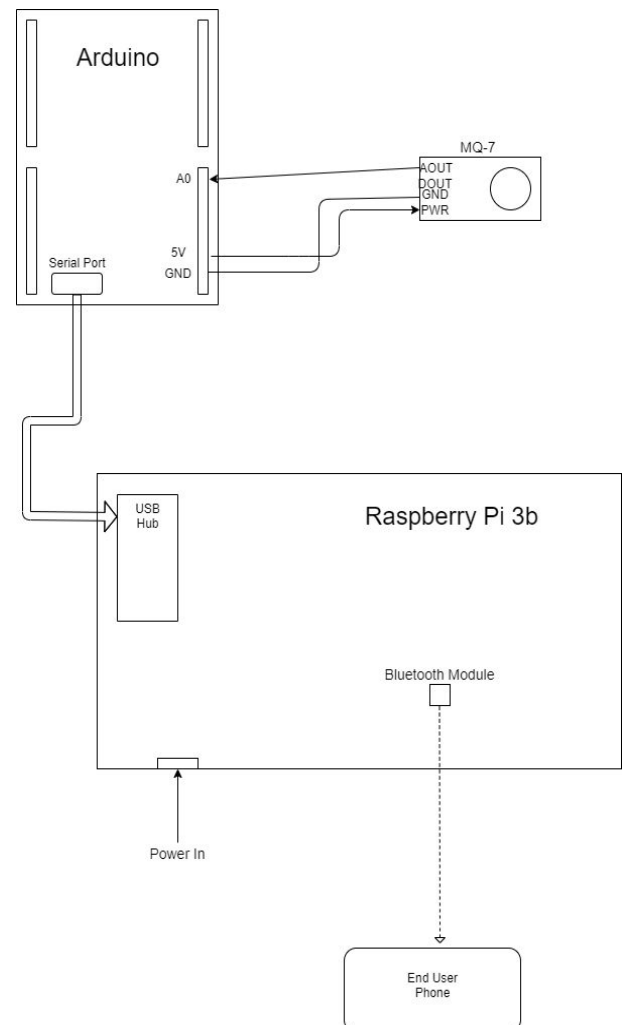 Arduino
MQ-7
AOUT
DOUT
GND
PWR
A0
5V
GND
Serial Port
USB
Hub
Raspberry Pi 3b
Bluetooth Module
Power In
End User
Phone